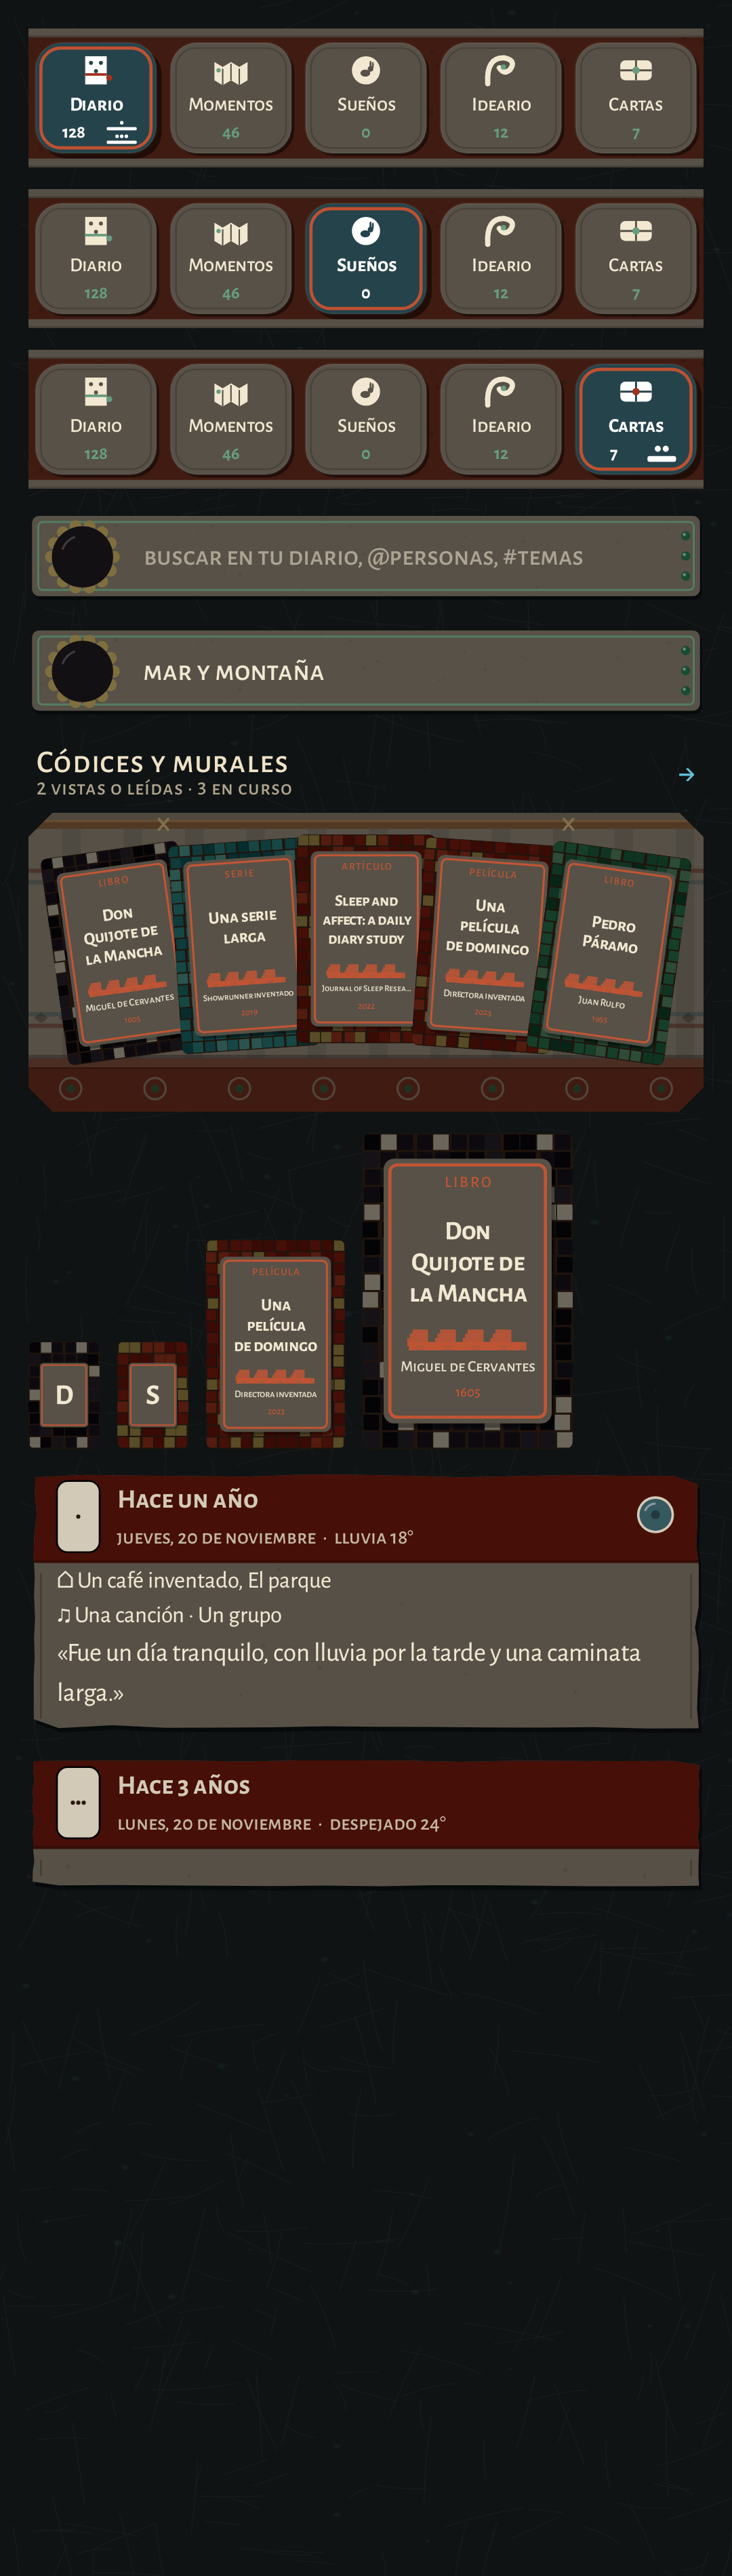 Diario
Momentos
Sueños
Ideario
Cartas
128
46
0
12
7
Diario
Momentos
Sueños
Ideario
Cartas
128
46
0
12
7
Diario
Momentos
Sueños
Ideario
Cartas
128
46
0
12
7
buscar en tu diario, @personas, #temas
mar y montaña
Códices y murales
2 vistas o leídas · 3 en curso
→
LIBRO
Don
Quijote de
la Mancha
Miguel de Cervantes
1605
SERIE
Una serie
larga
Showrunner inventado
2019
ARTÍCULO
Sleep and
affect: a daily
diary study
Journal of Sleep Resea…
2022
PELÍCULA
Una
película
de domingo
Directora inventada
2023
LIBRO
Pedro
Páramo
Juan Rulfo
1955
D
S
PELÍCULA
Una
película
de domingo
Directora inventada
2023
LIBRO
Don
Quijote de
la Mancha
Miguel de Cervantes
1605
Hace un año
jueves, 20 de noviembre · lluvia 18°
Un café inventado, El parque
♫ Una canción · Un grupo
«Fue un día tranquilo, con lluvia por la tarde y una caminata
larga.»
Hace 3 años
lunes, 20 de noviembre · despejado 24°